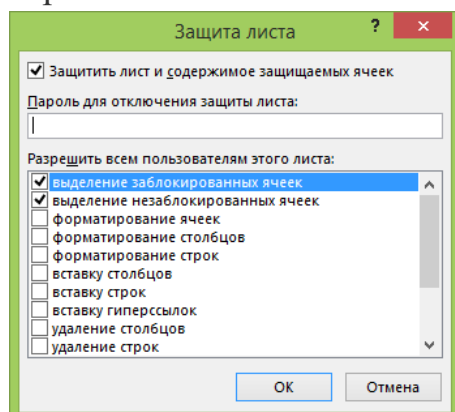 Защита листа ?
Защитить лист и содержимое защищаемых ячеек
Пароль для отключения защиты листа:
Разрешить всем пользователям этого листа:
выделение заблокированных ячеек
выделение незаблокированных ячеек
форматирование ячеек
форматирование столбцов
форматирование строк
вставку столбцов
вставку строк
вставку гиперссылок
удаление столбцов
удаление строк
ОК Отмена